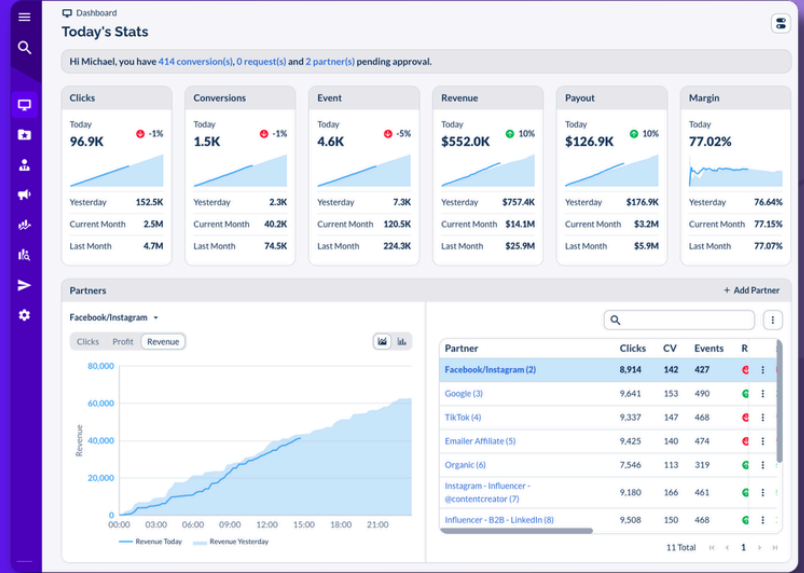 Dashboard
Today's Stats
Hi Michael, you have 414 conversion(s), 0 request(s) and 2 partner(s) pending approval.
Clicks
Today
96.9K -1%
Yesterday 152.5K
Current Month 2.5M
Last Month 4.7M
Conversions
Today
1.5K -1%
Yesterday 2.3K
Current Month 40.2K
Last Month 74.5K
Event
Today
4.6K -5%
Yesterday 7.3K
Current Month 120.5K
Last Month 224.3K
Revenue
Today
$552.0K 10%
Yesterday $757.4K
Current Month $14.1M
Last Month $25.9M
Payout
Today
$126.9K 10%
Yesterday $176.9K
Current Month $3.2M
Last Month $5.9M
Margin
Today
77.02%
Yesterday 76.64%
Current Month 77.15%
Last Month 77.07%
Partners
+ Add Partner
Facebook/Instagram
Clicks Profit Revenue
80,000
60,000
40,000
20,000
0
Revenue
00:00 03:00 06:00 09:00 12:00 15:00 18:00 21:00
Revenue Today Revenue Yesterday
Partner Clicks CV Events R
Facebook/Instagram (2) 8,914 142 427
Google (3) 9,641 153 490
TikTok (4) 9,337 147 468
Emailer Affiliate (5) 9,425 140 474
Organic (6) 7,546 113 319
Instagram - Influencer -
@contentcreator (7) 9,180 166 461
Influencer - B2B - LinkedIn (8) 9,508 150 468
11 Total 1